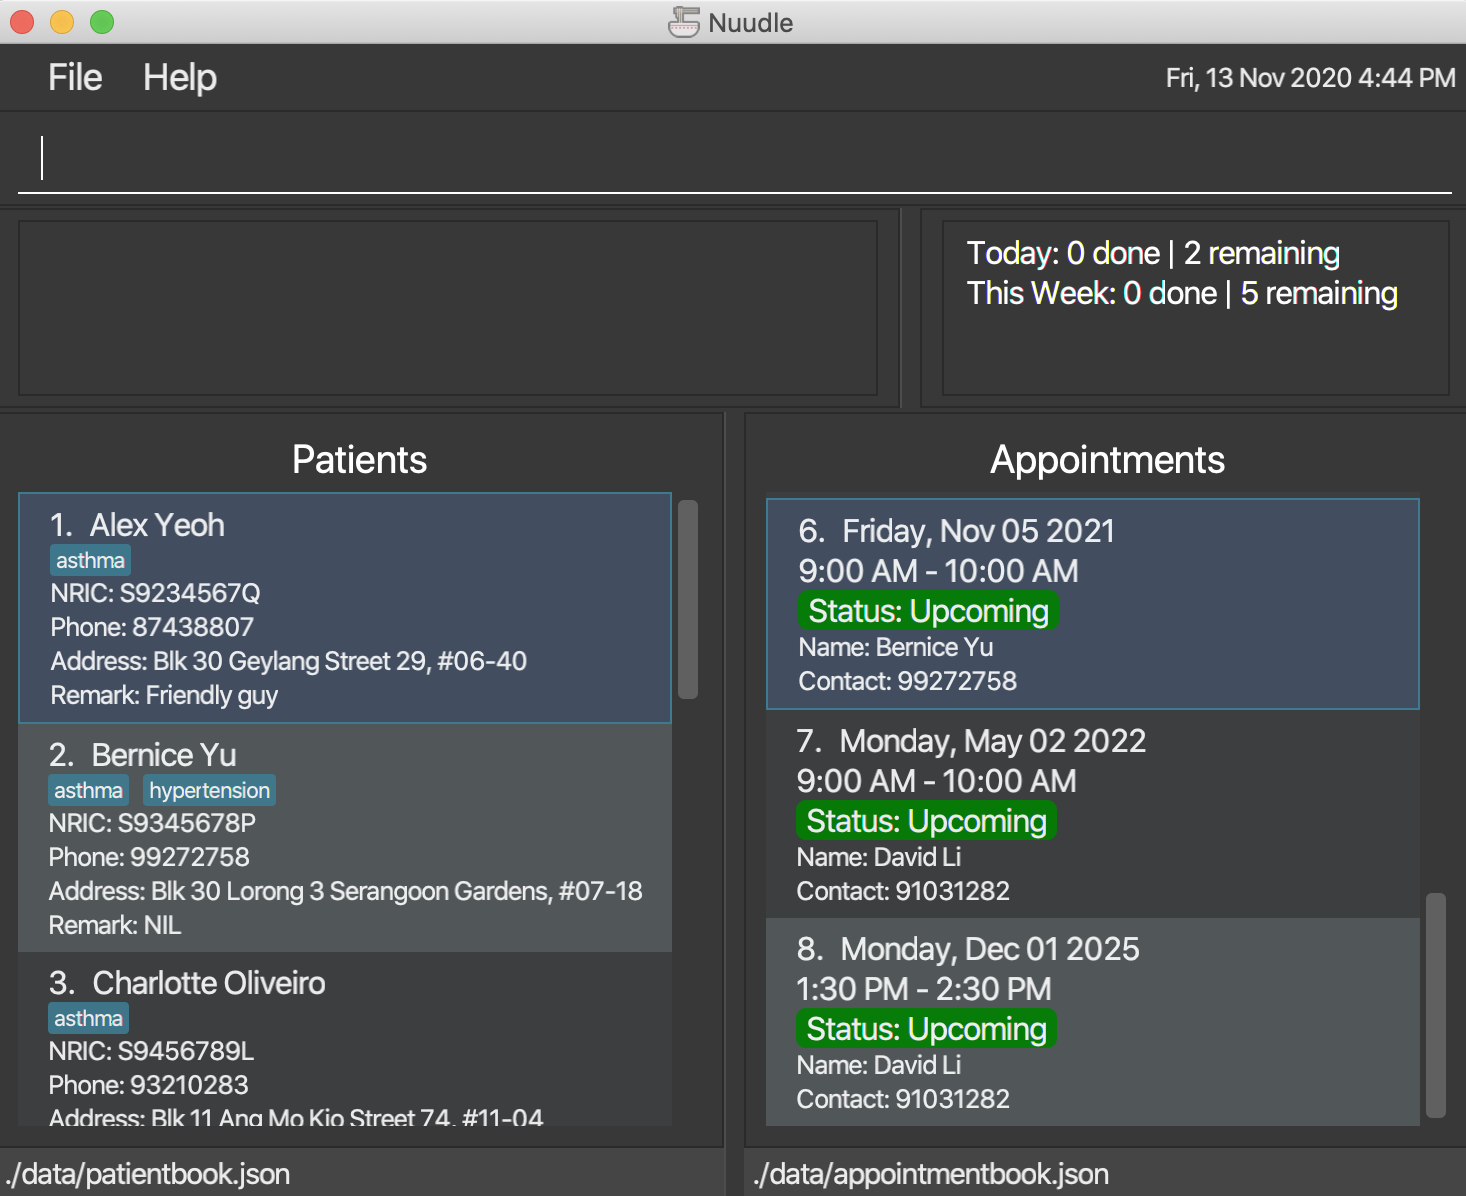 Nuudle
File Help
Fri, 13 Nov 2020 4:44 PM
Today: 0 done | 2 remaining
This Week: 0 done | 5 remaining
Patients
1. Alex Yeoh
asthma
NRIC: S9234567Q
Phone: 87438807
Address: Blk 30 Geylang Street 29, #06-40
Remark: Friendly guy
2. Bernice Yu
asthma hypertension
NRIC: S9345678P
Phone: 99272758
Address: Blk 30 Lorong 3 Serangoon Gardens, #07-18
Remark: NIL
3. Charlotte Oliveiro
asthma
NRIC: S9456789L
Phone: 93210283
Address: Blk 11 Ang Mo Kio Street 74, #11-04
./data/patientbook.json
Appointments
6. Friday, Nov 05 2021
9:00 AM - 10:00 AM
Status: Upcoming
Name: Bernice Yu
Contact: 99272758
7. Monday, May 02 2022
9:00 AM - 10:00 AM
Status: Upcoming
Name: David Li
Contact: 91031282
8. Monday, Dec 01 2025
1:30 PM - 2:30 PM
Status: Upcoming
Name: David Li
Contact: 91031282
./data/appointmentbook.json